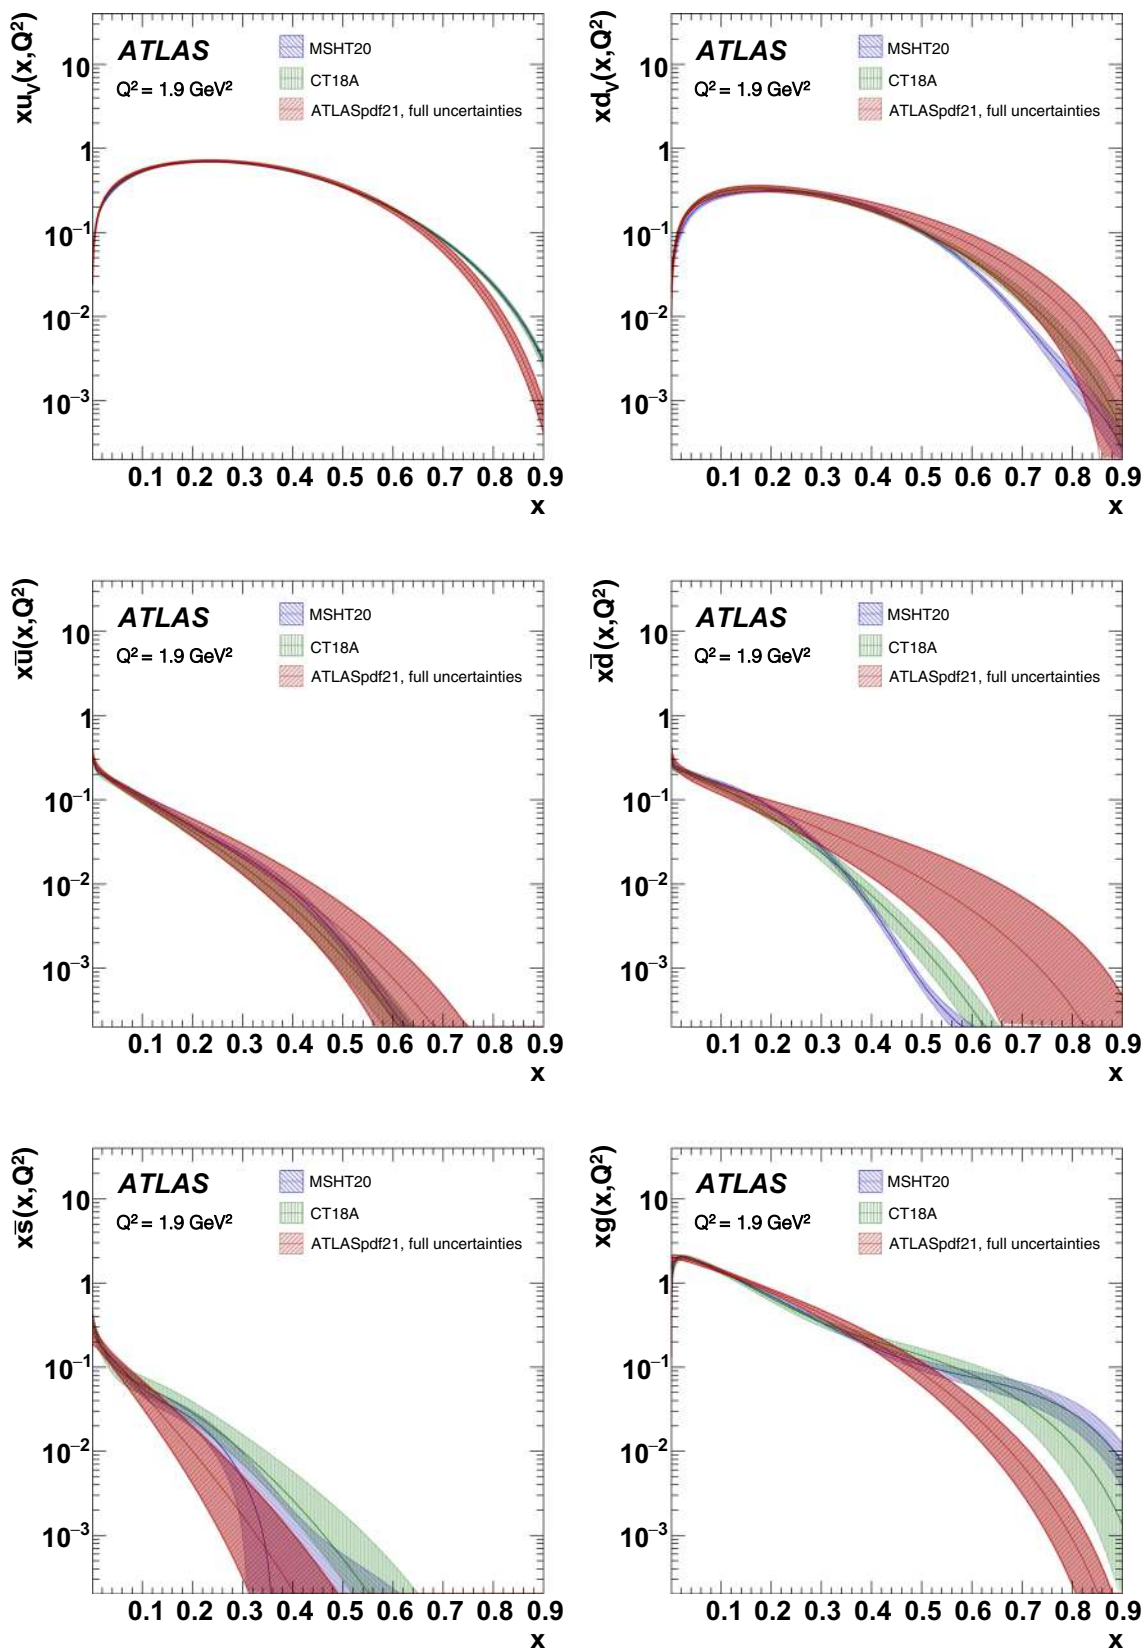 xu_V(x,Q²)
ATLAS
Q² = 1.9 GeV²
MSHT20
CT18A
ATLASpdf21, full uncertainties
10
1
10⁻¹
10⁻²
10⁻³
0.1 0.2 0.3 0.4 0.5 0.6 0.7 0.8 0.9
x
xd_V(x,Q²)
ATLAS
Q² = 1.9 GeV²
MSHT20
CT18A
ATLASpdf21, full uncertainties
10
1
10⁻¹
10⁻²
10⁻³
0.1 0.2 0.3 0.4 0.5 0.6 0.7 0.8 0.9
x
xu̅(x,Q²)
ATLAS
Q² = 1.9 GeV²
MSHT20
CT18A
ATLASpdf21, full uncertainties
10
1
10⁻¹
10⁻²
10⁻³
0.1 0.2 0.3 0.4 0.5 0.6 0.7 0.8 0.9
x
xd̅(x,Q²)
ATLAS
Q² = 1.9 GeV²
MSHT20
CT18A
ATLASpdf21, full uncertainties
10
1
10⁻¹
10⁻²
10⁻³
0.1 0.2 0.3 0.4 0.5 0.6 0.7 0.8 0.9
x
xs̅(x,Q²)
ATLAS
Q² = 1.9 GeV²
MSHT20
CT18A
ATLASpdf21, full uncertainties
10
1
10⁻¹
10⁻²
10⁻³
0.1 0.2 0.3 0.4 0.5 0.6 0.7 0.8 0.9
x
xg(x,Q²)
ATLAS
Q² = 1.9 GeV²
MSHT20
CT18A
ATLASpdf21, full uncertainties
10
1
10⁻¹
10⁻²
10⁻³
0.1 0.2 0.3 0.4 0.5 0.6 0.7 0.8 0.9
x